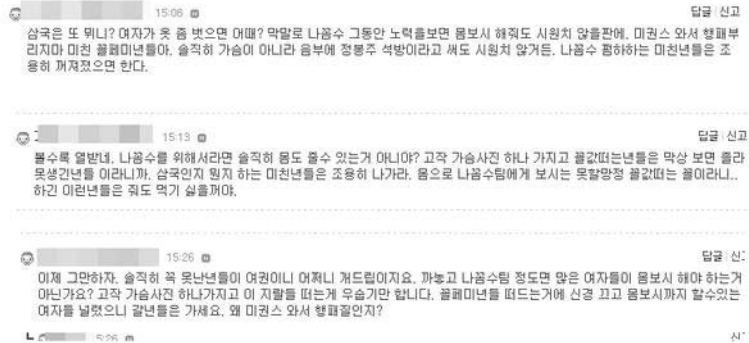 15:06 답글 | 신고
삼국은 또 뭐니? 여자가 옷 좀 벗으면 어때? 막말로 나꼼수 그동안 노력을보면 몸보시 해줘도 시원치 않을판에. 미권스 와서 행패부
리지마 미친 꼴페미년들아. 솔직히 가슴이 아니라 음부에 정봉주 석방이라고 써도 시원치 않거든. 나꼼수 폄하하는 미친년들은 조
용히 꺼져졌으면 한다.
15:13 답글 | 신고
볼수록 열받네. 나꼼수를 위해서라면 솔직히 몸도 줄수 있는거 아니야? 고작 가슴사진 하나 가지고 꼴값떠는년들은 막상 보면 졸라
못생긴년들 이라니까. 삼국인지 뭔지 하는 미친년들은 조용히 나가라. 몸으로 나꼼수팀에게 보시는 못할망정 꼴값떠는 꼴이라니..
하긴 이런년들은 줘도 먹기 싫을꺼야.
15:26 답글 | 신고
이제 그만하자. 솔직히 꼭 못난년들이 여권이니 어쩌니 개드립이지요. 까놓고 나꼼수팀 정도면 많은 여자들이 몸보시 해야 하는거
아닌가요? 고작 가슴사진 하나가지고 이 지랄들 떠는게 우습기만 합니다. 꼴페미년들 떠드는거에 신경 끄고 몸보시까지 할수있는
여자들 널렸으니 갈년들은 가세요. 왜 미권스 와서 행패질인지?